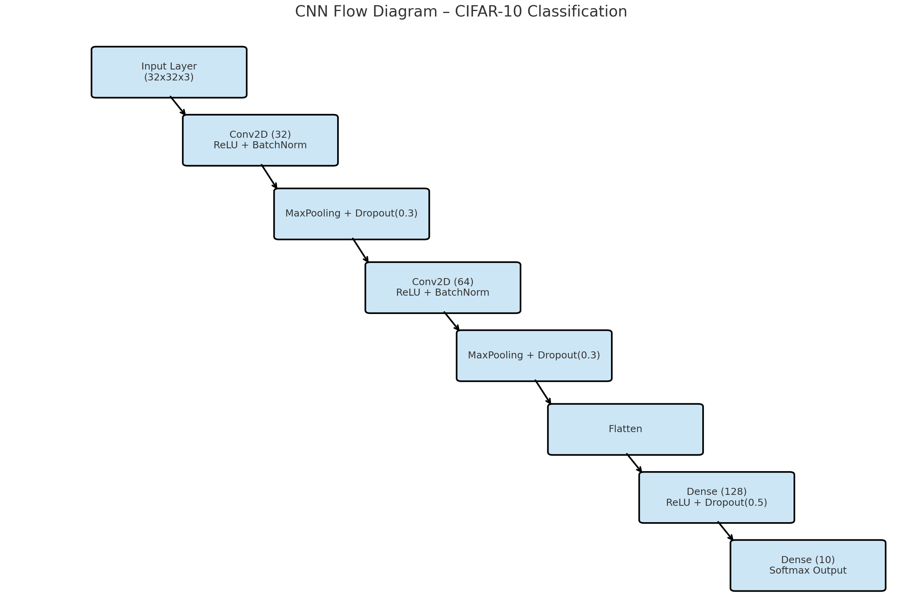 CNN Flow Diagram – CIFAR-10 Classification
Input Layer
(32x32x3)
Conv2D (32)
ReLU + BatchNorm
MaxPooling + Dropout(0.3)
Conv2D (64)
ReLU + BatchNorm
MaxPooling + Dropout(0.3)
Flatten
Dense (128)
ReLU + Dropout(0.5)
Dense (10)
Softmax Output